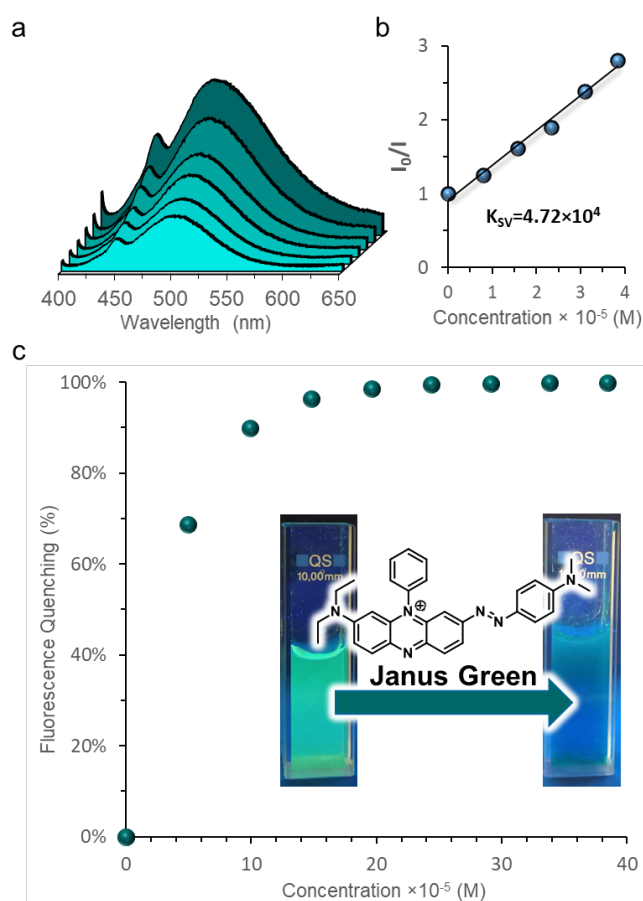 a
400 450 500 550 600 650
Wavelength (nm)
b
I₀/I
3
2
1
0
K_SV=4.72×10⁴
0 1 2 3 4
Concentration × 10⁻⁵ (M)
c
Fluorescence Quenching (%)
100%
80%
60%
40%
20%
0%
QS
10,00mm
QS
N
N
⊕
N
N
N
N
Janus Green
0 10 20 30 40
Concentration ×10⁻⁵ (M)